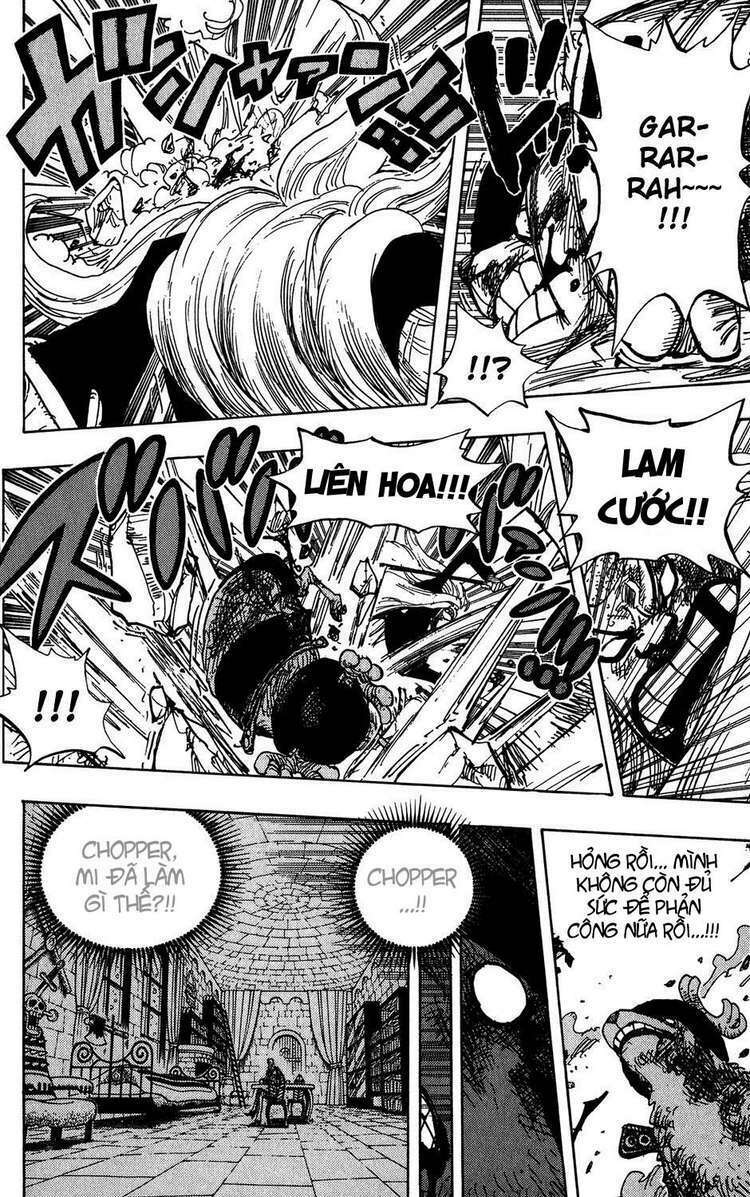 GAR-
RAR-
RAH~~~
!!!
!!?
LAM
CƯỚC!!
LIÊN HOA!!!
!!!
HỎNG RỒI... MÌNH
KHÔNG CÒN ĐỦ
SỨC ĐỂ PHẢN
CÔNG NỮA RỒI...!!!
CHOPPER
...!!
CHOPPER,
MI ĐÃ LÀM
GÌ THẾ?!!